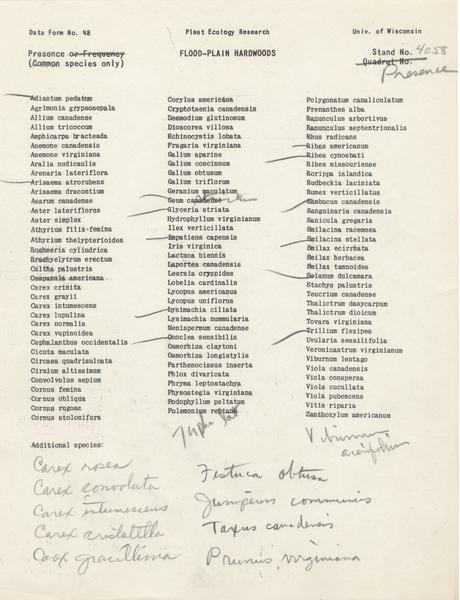 Data Form No. 48
Plant Ecology Research
Univ. of Wisconsin
Presence or Frequency
(Common species only)
FLOOD-PLAIN HARDWOODS
Stand No. 4058
Quadrat No.
Presence
Adiantum pedatum
Agrimonia grypsosepala
Allium canadense
Allium tricoccum
Amphicarpa bracteada
Anemone canadensis
Anemone virginiana
Aralia nudicaulis
Arenaria lateriflora
Arisaema atrorubens
Arisaema dracontium
Asarum canadense
Aster lateriflorus
Aster simplex
Athyrium filix-femina
Athyrium thelypterioides
Boehmeria cylindrica
Brachyelytrum erectum
Caltha palustris
Campanula americana
Carex crinita
Carex grayii
Carex intumescens
Carex lupulina
Carex normalis
Carex vupinoidea
Cephalanthus occidentalis
Cicuta maculata
Circaea quadrisulcata
Cirsium altissimum
Convolvulus sepium
Cornus femina
Cornus obliqua
Cornus rugosa
Cornus stolonifera
Corylus americana
Cryptotaenia canadensis
Desmodium glutinosum
Dioscorea villosa
Echinocystis lobata
Fragaria virginiana
Galium aparine
Galium concinnum
Galium obtusum
Galium triflorum
Geranium maculatum
Geum canadense
Glyceria striata
Hydrophyllum virginianum
Ilex verticillata
Impatiens capensis
Iris virginica
Lactuca biennis
Laportea canadensis
Leersia oryzoides
Lobelia cardinalis
Lycopus americanus
Lycopus uniflorus
Lysimachia ciliata
Lysimachia nummularia
Menispermum canadense
Onoclea sensibilis
Osmorhiza claytoni
Osmorhiza longistylis
Parthenocissus inserta
Phlox divaricata
Phryma leptostachya
Physostegia virginiana
Podophyllum peltatum
Polemonium reptans
Polygonatum canaliculatum
Prenanthes alba
Ranunculus arbortivus
Ranunculus septentrionalis
Rhus radicans
Ribes americanum
Ribes cynosbati
Ribes missouriense
Rorippa islandica
Rudbeckia laciniata
Rumex verticillatus
Sambucus canadensis
Sanguinaria canadensis
Sanicula gregaria
Smilacina racemosa
Smilacina stellata
Smilax ecirrhata
Smilax herbacea
Smilax tamnoides
Solanum dulcamara
Stachys palustris
Teucrium canadense
Thalictrum dasycarpum
Thalictrum dioicum
Tovara virginiana
Trillium flexipes
Uvularia sessilifolia
Veronicastrum virginianum
Viburnum lentago
Viola canadensis
Viola conspersa
Viola cucullata
Viola pubescens
Vitis riparia
Zanthoxylum americanum
Typha lat
Viburnum
acerifolium
Additional species:
Carex rosea
Carex convoluta
Carex intumescens
Carex cristatella
Carex gracillima
Festuca obtusa
Juniperus communis
Taxus canadensis
Prunus virginiana